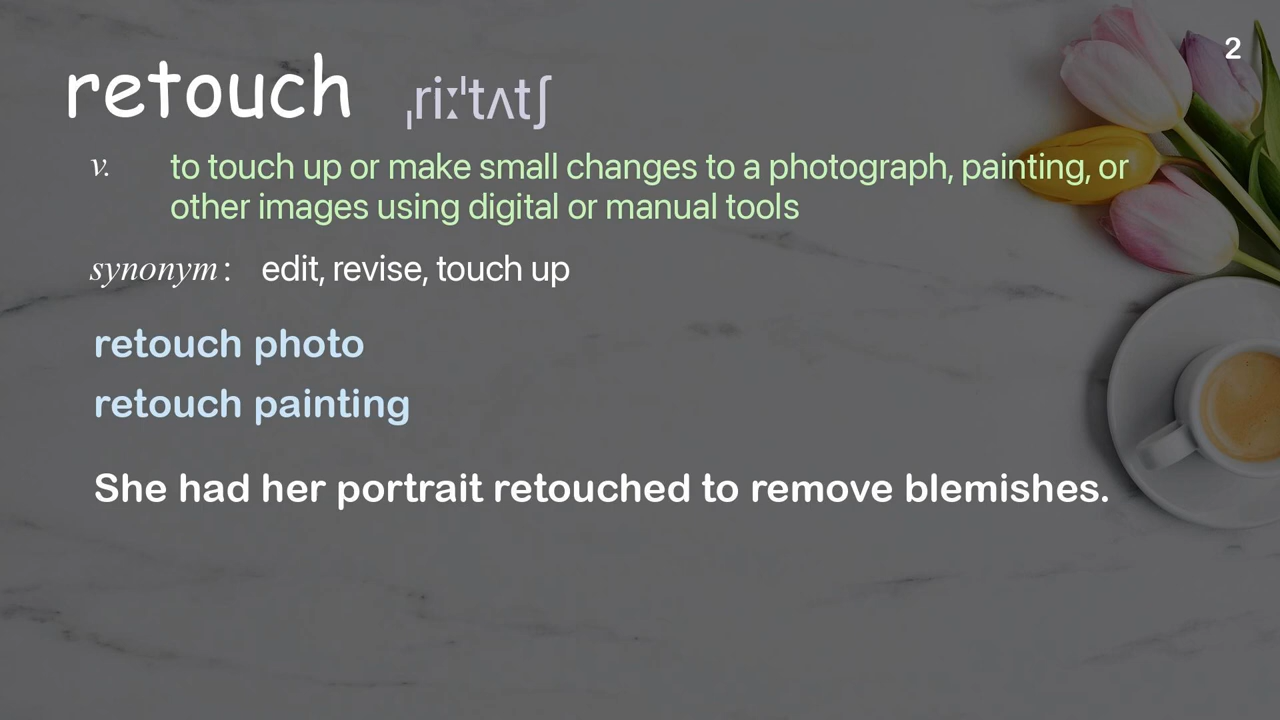 2
retouch ˌriːˈtʌtʃ
v. to touch up or make small changes to a photograph, painting, or
other images using digital or manual tools
synonym : edit, revise, touch up
retouch photo
retouch painting
She had her portrait retouched to remove blemishes.